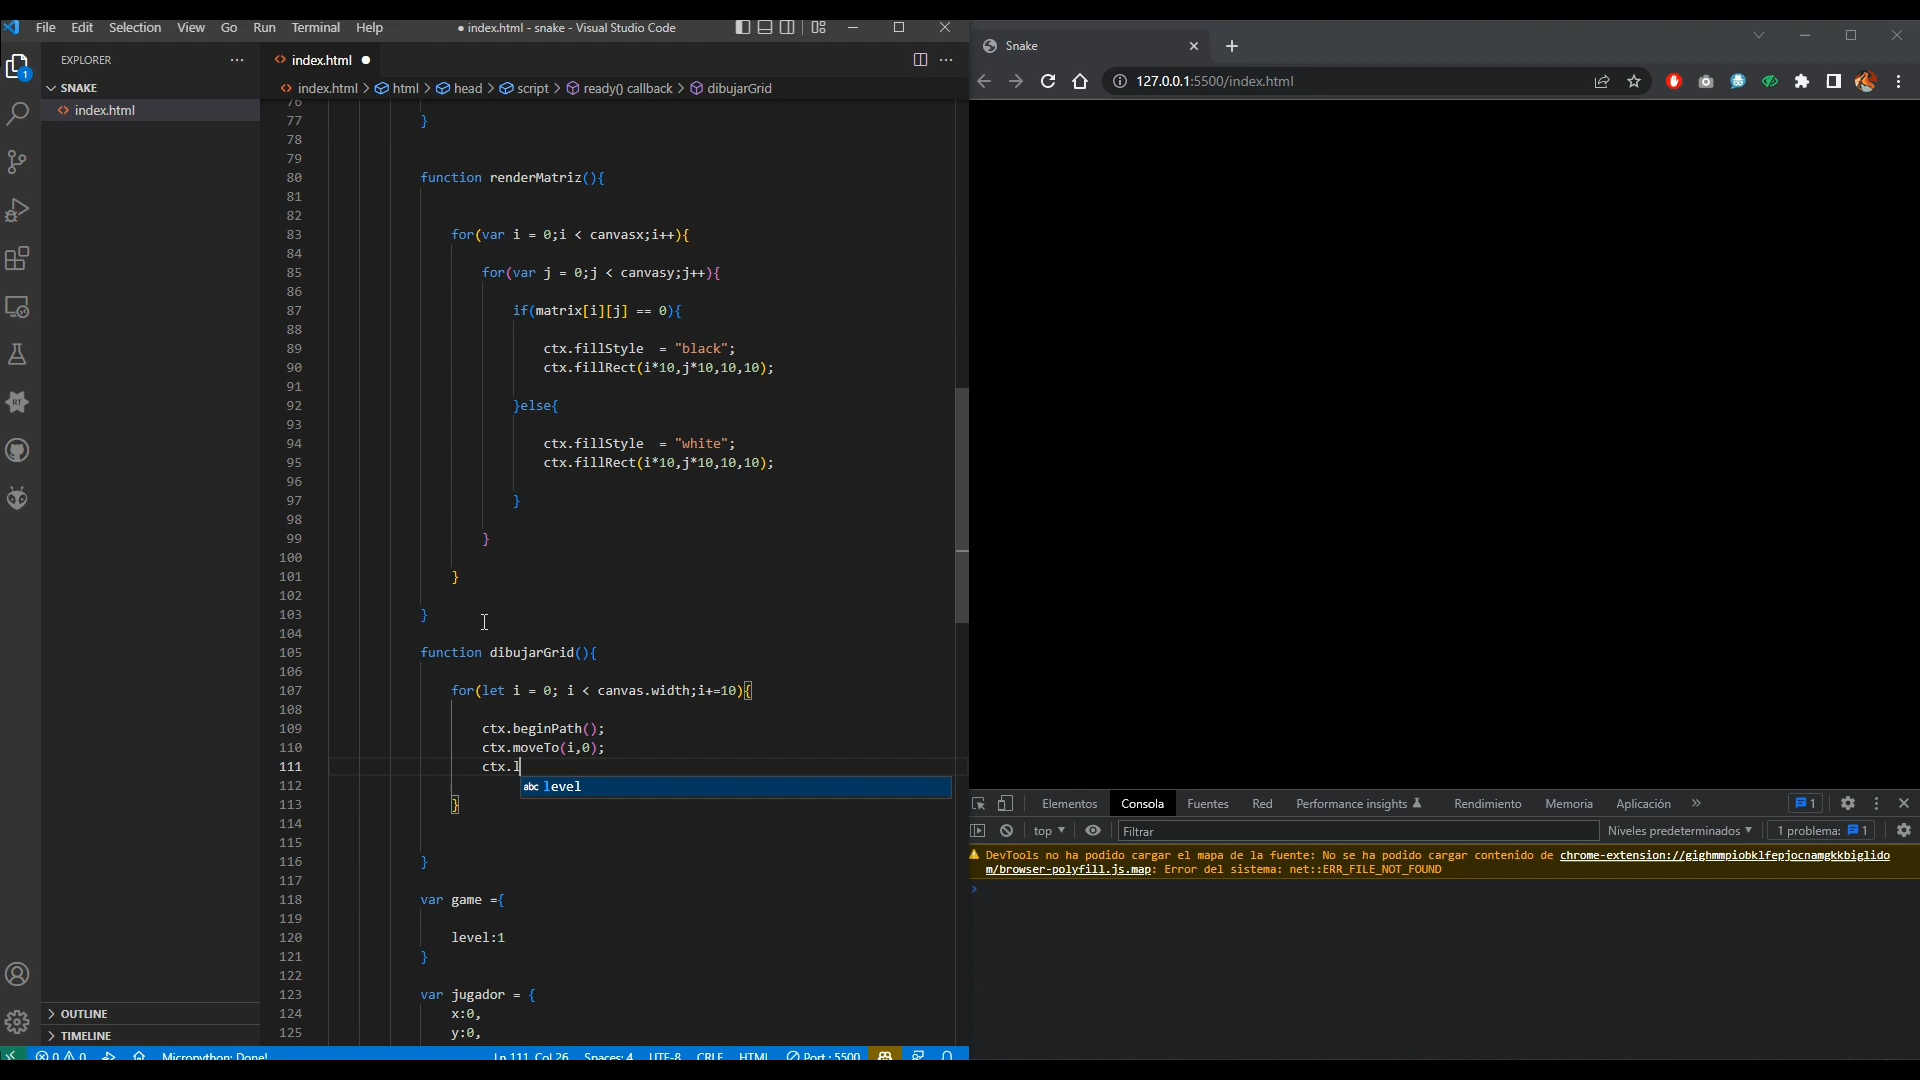 File Edit Selection View Go Run Terminal Help
● index.html - snake - Visual Studio Code
EXPLORER
SNAKE
index.html
OUTLINE
TIMELINE
index.html
index.html > html > head > script > ready() callback > dibujarGrid
76
77 }
78
79
80 function renderMatriz(){
81
82
83 for(var i = 0;i < canvasx;i++){
84
85 for(var j = 0;j < canvasy;j++){
86
87 if(matrix[i][j] == 0){
88
89 ctx.fillStyle  = "black";
90 ctx.fillRect(i*10,j*10,10,10);
91
92 }else{
93
94 ctx.fillStyle  = "white";
95 ctx.fillRect(i*10,j*10,10,10);
96
97 }
98
99 }
100
101 }
102
103 }
104
105 function dibujarGrid(){
106
107 for(let i = 0; i < canvas.width;i+=10){
108
109 ctx.beginPath();
110 ctx.moveTo(i,0);
111 ctx.l
112 abc level
113 }
114
115
116 }
117
118 var game ={
119
120 level:1
121 }
122
123 var jugador = {
124 x:0,
125 y:0,
0 0 Micropython: Done! Ln 111, Col 26 Spaces: 4 UTF-8 CRLF HTML Port : 5500
Snake
127.0.0.1:5500/index.html
Elementos Consola Fuentes Red Performance insights Rendimiento Memoria Aplicación » 1
top Filtrar Niveles predeterminados 1 problema: 1
DevTools no ha podido cargar el mapa de la fuente: No se ha podido cargar contenido de chrome-extension://gighmmpiobklfepjocnamgkkbiglido
m/browser-polyfill.js.map: Error del sistema: net::ERR_FILE_NOT_FOUND